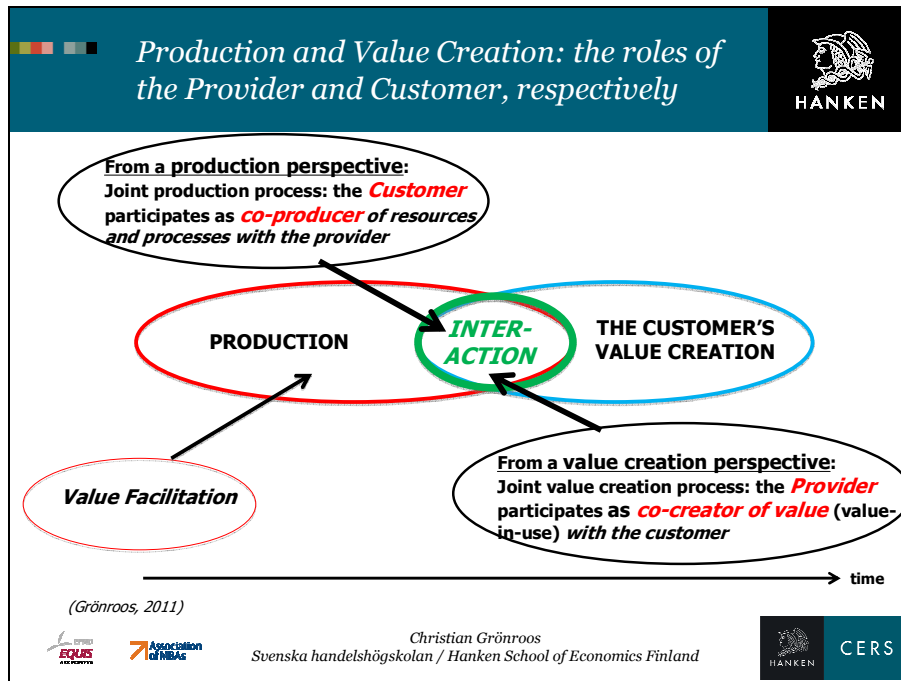 Production and Value Creation: the roles of
the Provider and Customer, respectively
HANKEN
From a production perspective:
Joint production process: the Customer
participates as co-producer of resources
and processes with the provider
PRODUCTION
INTER-
ACTION
THE CUSTOMER'S
VALUE CREATION
Value Facilitation
From a value creation perspective:
Joint value creation process: the Provider
participates as co-creator of value (value-
in-use) with the customer
time
(Grönroos, 2011)
EQUIS
Association
of MBAs
Christian Grönroos
Svenska handelshögskolan / Hanken School of Economics Finland
HANKEN
CERS